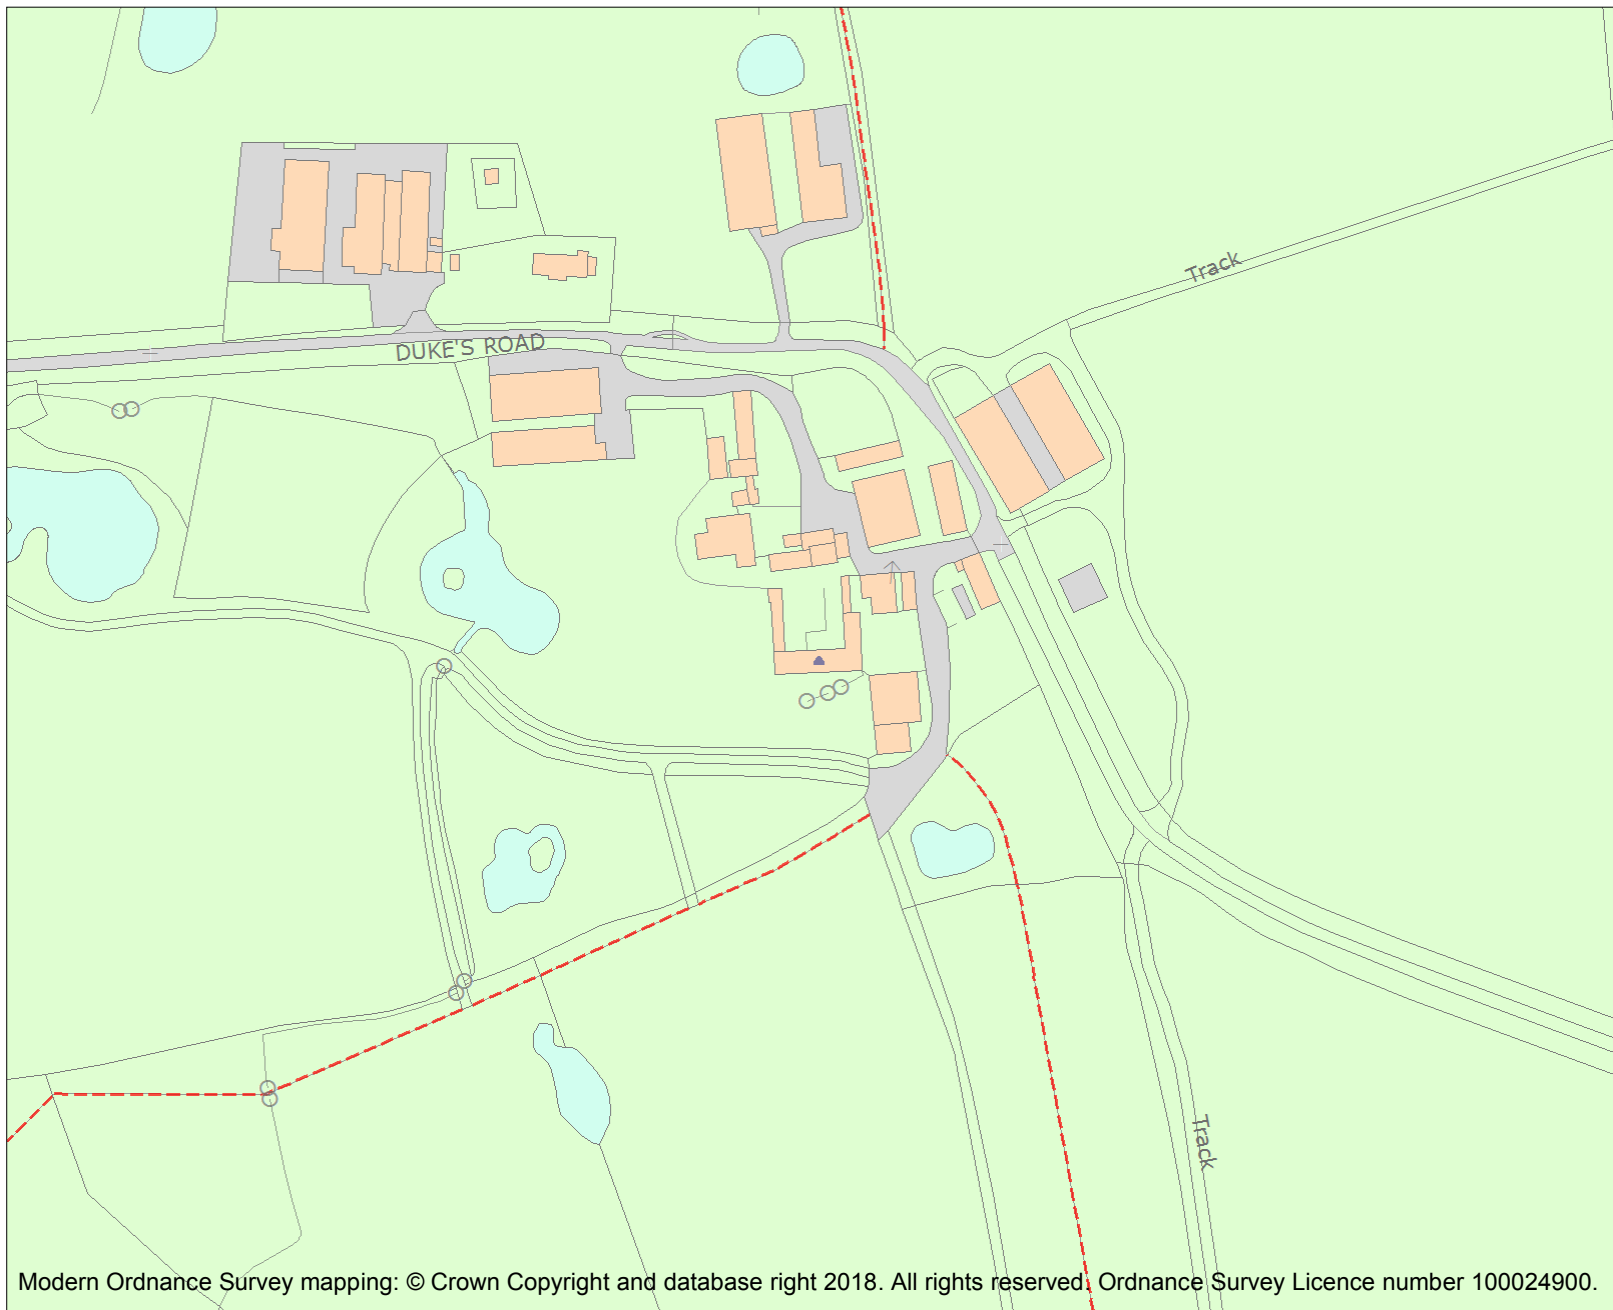 Track
DUKE'S ROAD
Track
Modern Ordnance Survey mapping: © Crown Copyright and database right 2018. All rights reserved. Ordnance Survey Licence number 100024900.